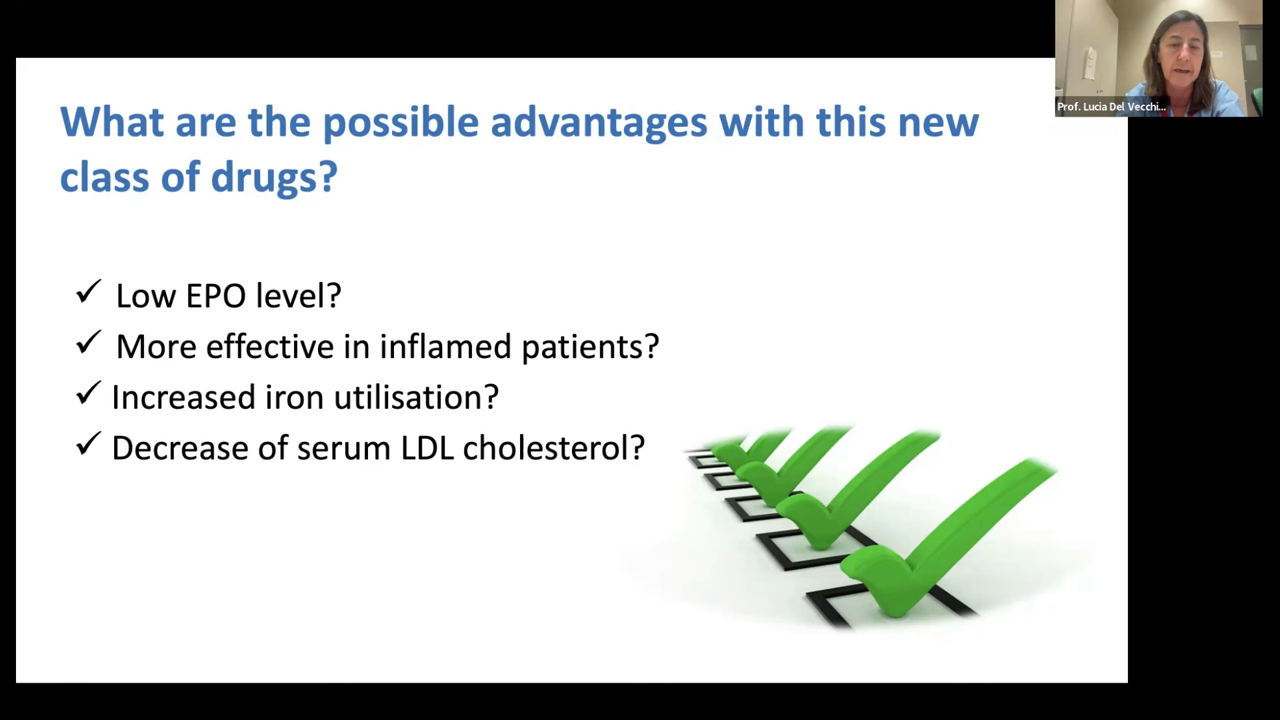 Prof. Lucia Del Vecchi...
What are the possible advantages with this new
class of drugs?
✓ Low EPO level?
✓ More effective in inflamed patients?
✓ Increased iron utilisation?
✓ Decrease of serum LDL cholesterol?